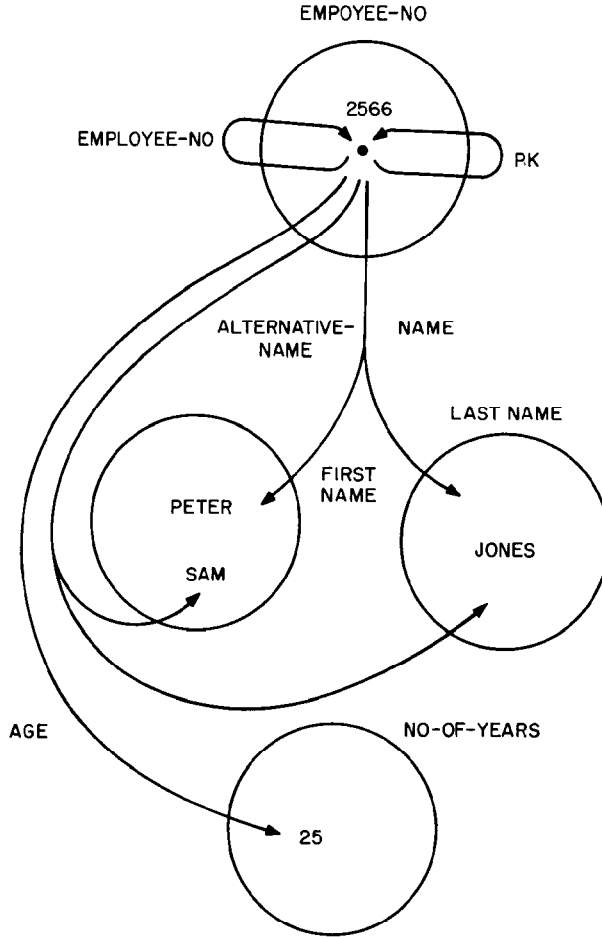 EMPOYEE-NO
2566
EMPLOYEE-NO
PK
ALTERNATIVE-
NAME
NAME
LAST NAME
FIRST
NAME
PETER
JONES
SAM
AGE
NO-OF-YEARS
25